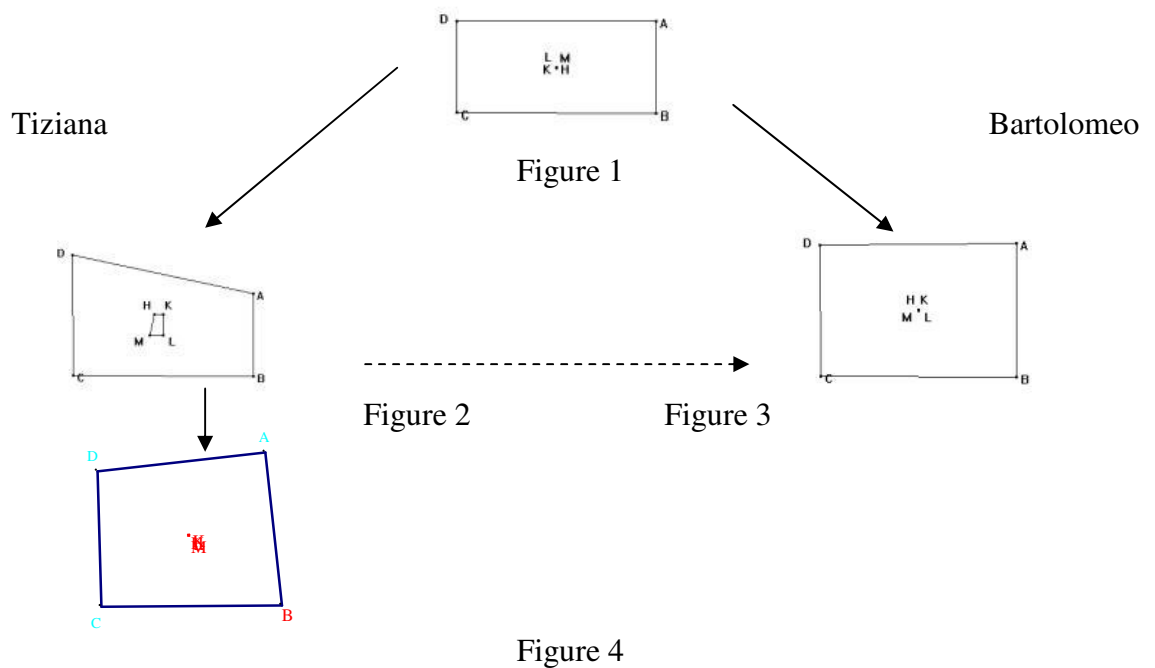 D A
L M
K H
C B
Tiziana
Bartolomeo
Figure 1
D
A
H K
M L
C B
D A
H K
M L
C B
Figure 2
Figure 3
A
D
K
M
C
B
Figure 4